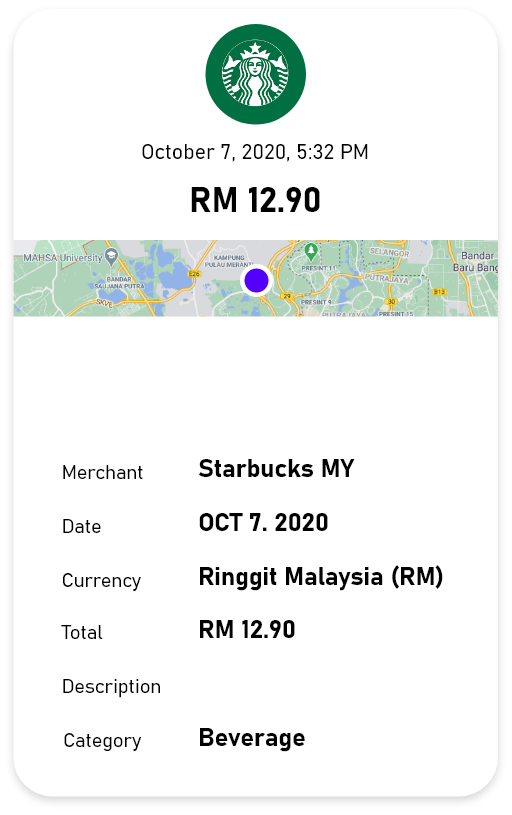 October 7, 2020, 5:32 PM
RM 12.90
MAHSA University
KAMPUNG
PULAU MERANTI
PRESINT 11
SELANGOR
Bandar
Baru Bang
E26
BANDAR
SAUJANA PUTRA
PUTRAJAYA
SKVE
29
PRESINT 9
30
B13
PUTRAJAYA
PRESINT 15
Merchant Starbucks MY
Date OCT 7. 2020
Currency Ringgit Malaysia (RM)
Total RM 12.90
Description
Category Beverage